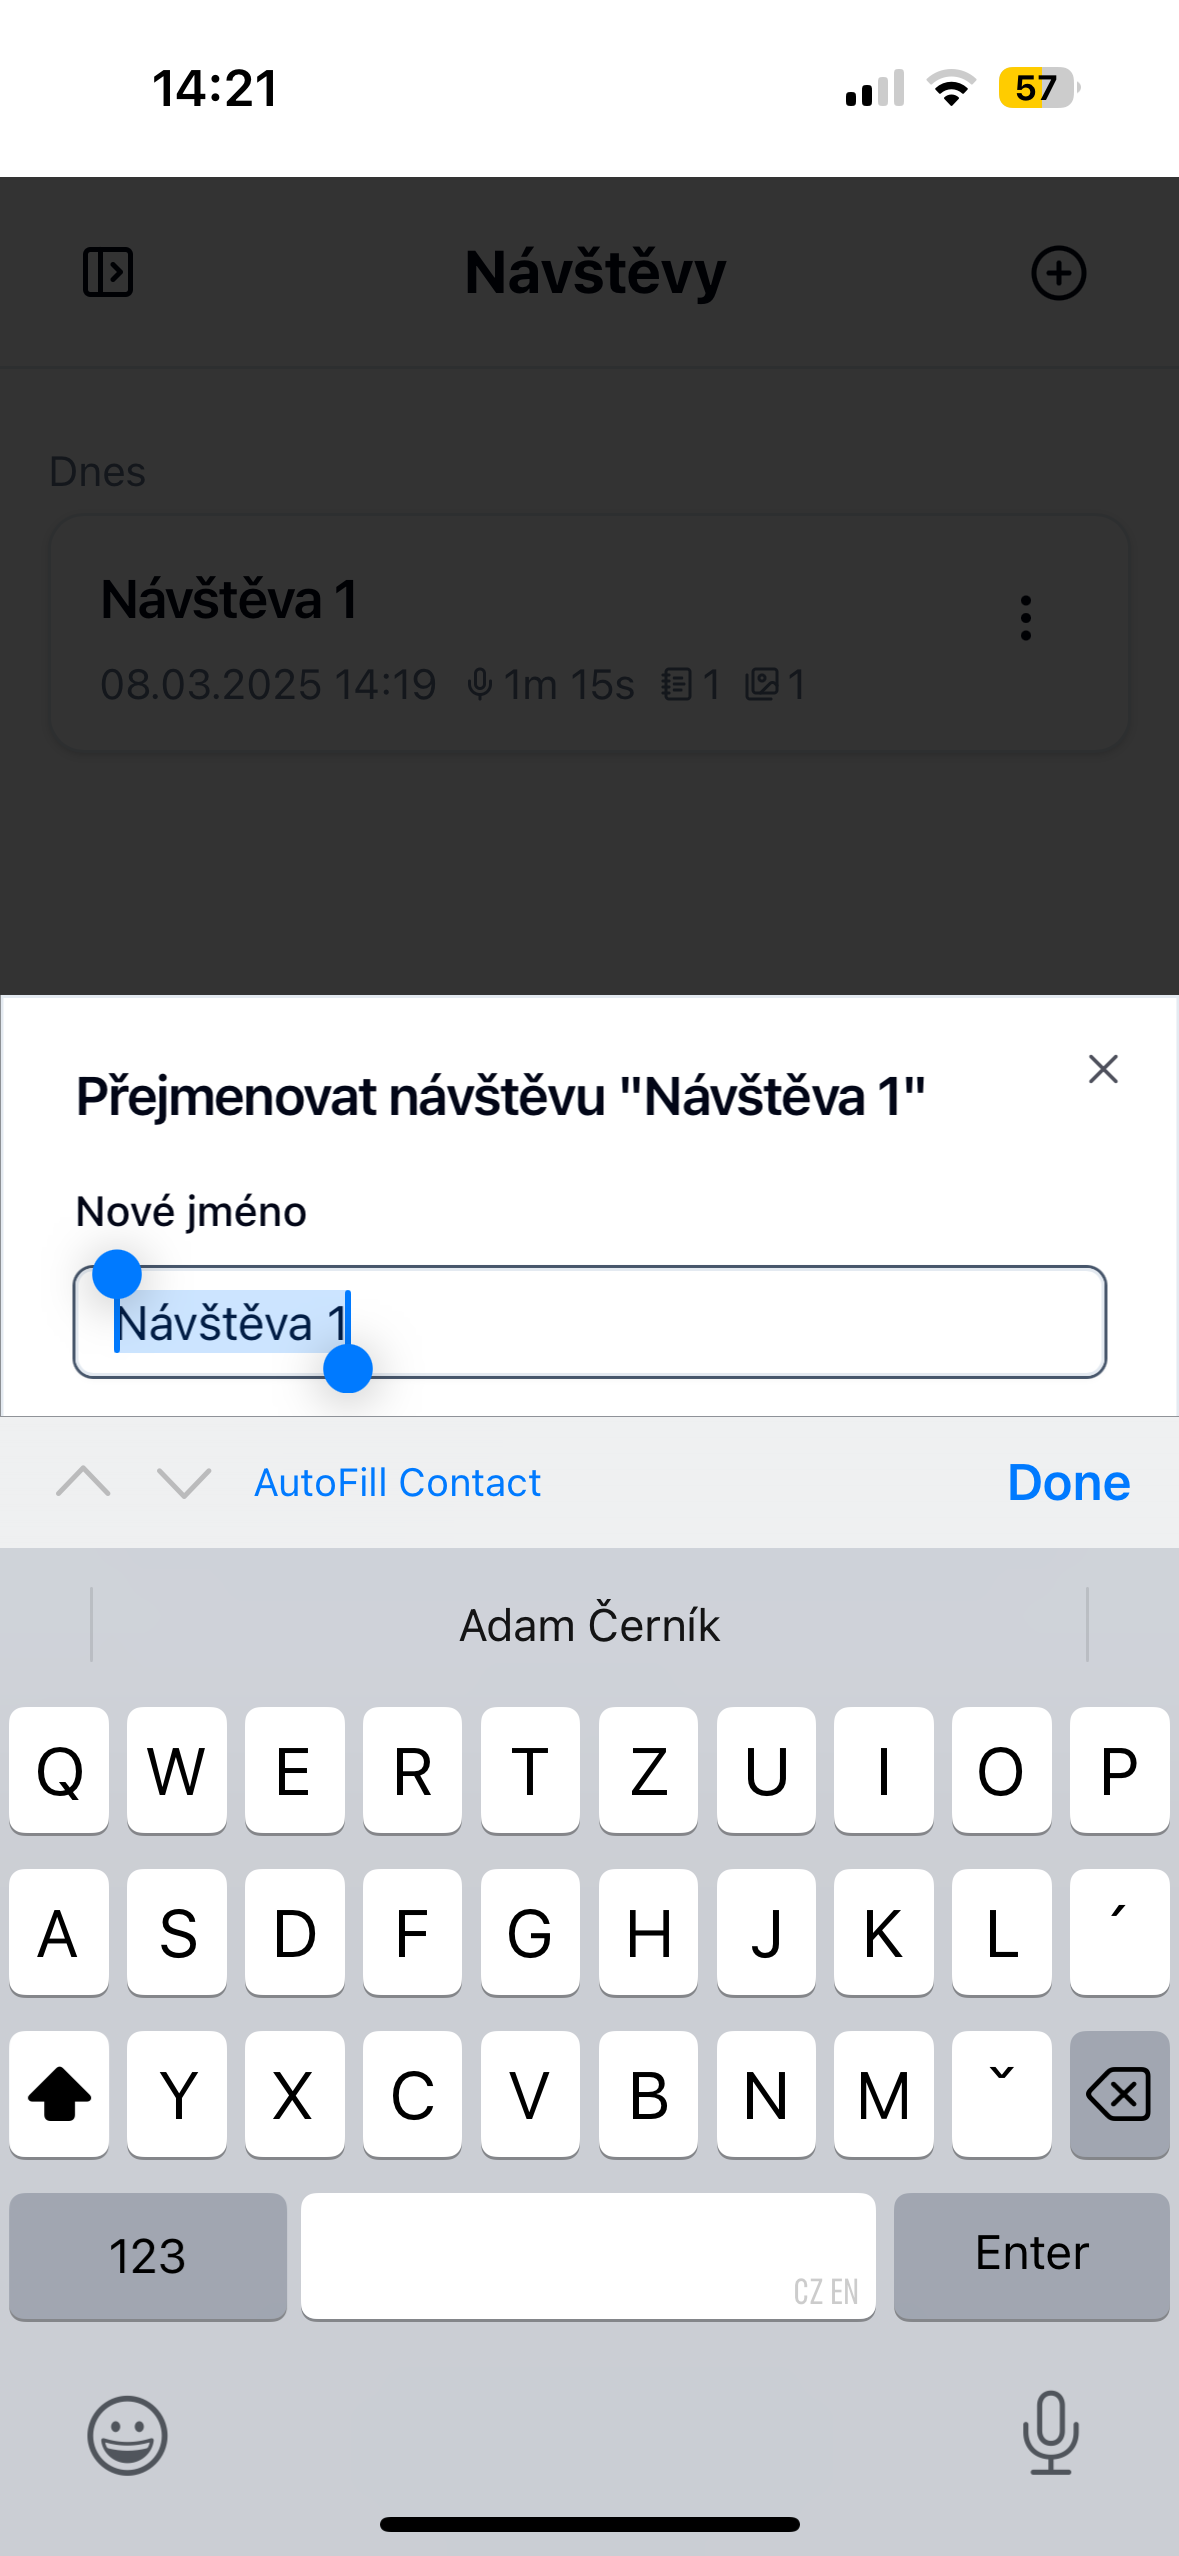 14:21
57
Návštěvy
Dnes
Návštěva 1
08.03.2025 14:19 1m 15s 1 1
Přejmenovat návštěvu "Návštěva 1"
Nové jméno
Návštěva 1
AutoFill Contact Done
Adam Černík
Q W E R T Z U I O P
A S D F G H J K L ´
Y X C V B N M ˇ
123 CZ EN Enter